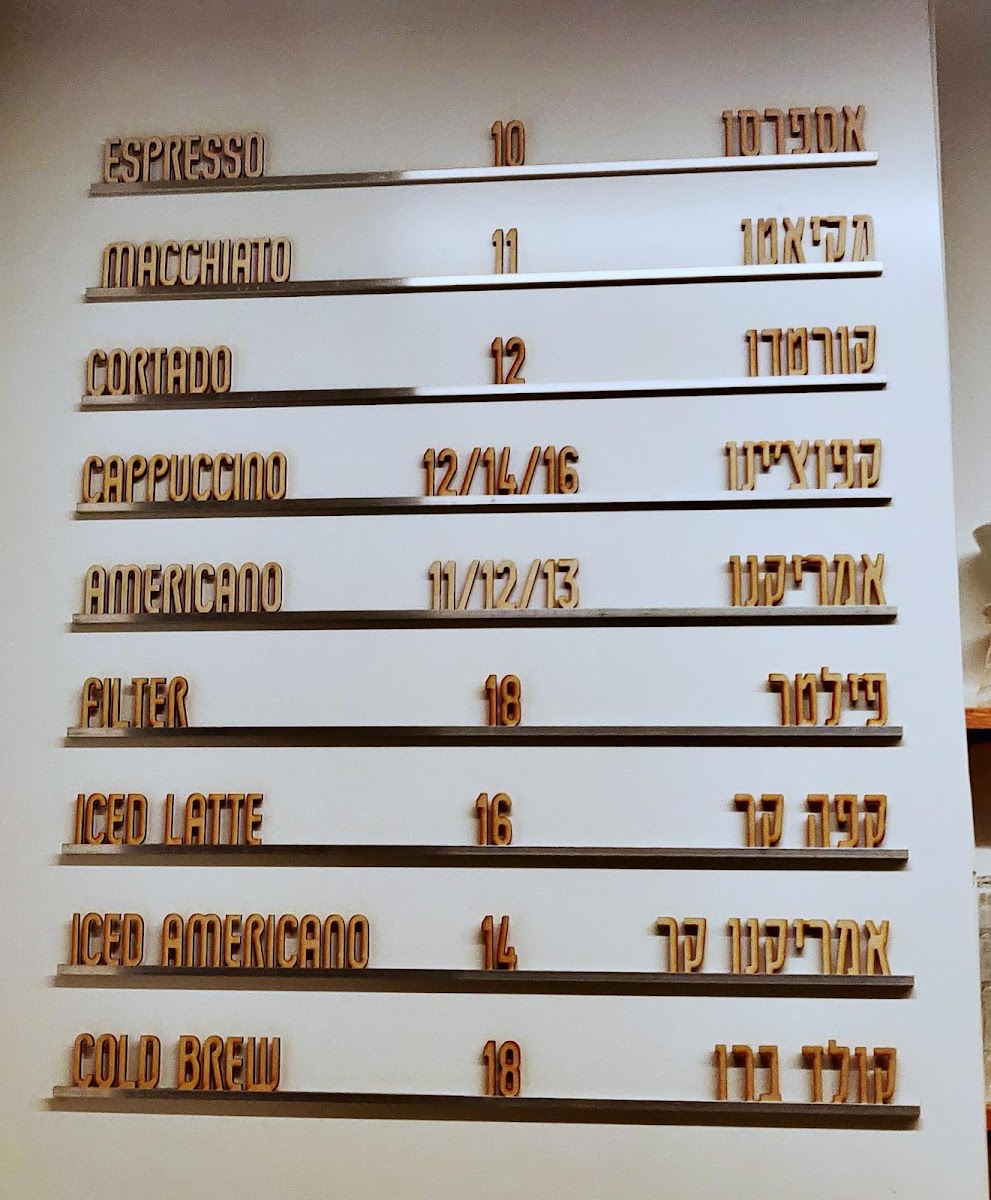 ESPRESSO 10 אספרסו
MACCHIATO 11 מקיאטו
CORTADO 12 קורטדו
CAPPUCCINO 12/14/16 קפוצ׳ינו
AMERICANO 11/12/13 אמריקנו
FILTER 18 פילטר
ICED LATTE 16 קפה קר
ICED AMERICANO 14 אמריקנו קר
COLD BREW 18 קולד ברו